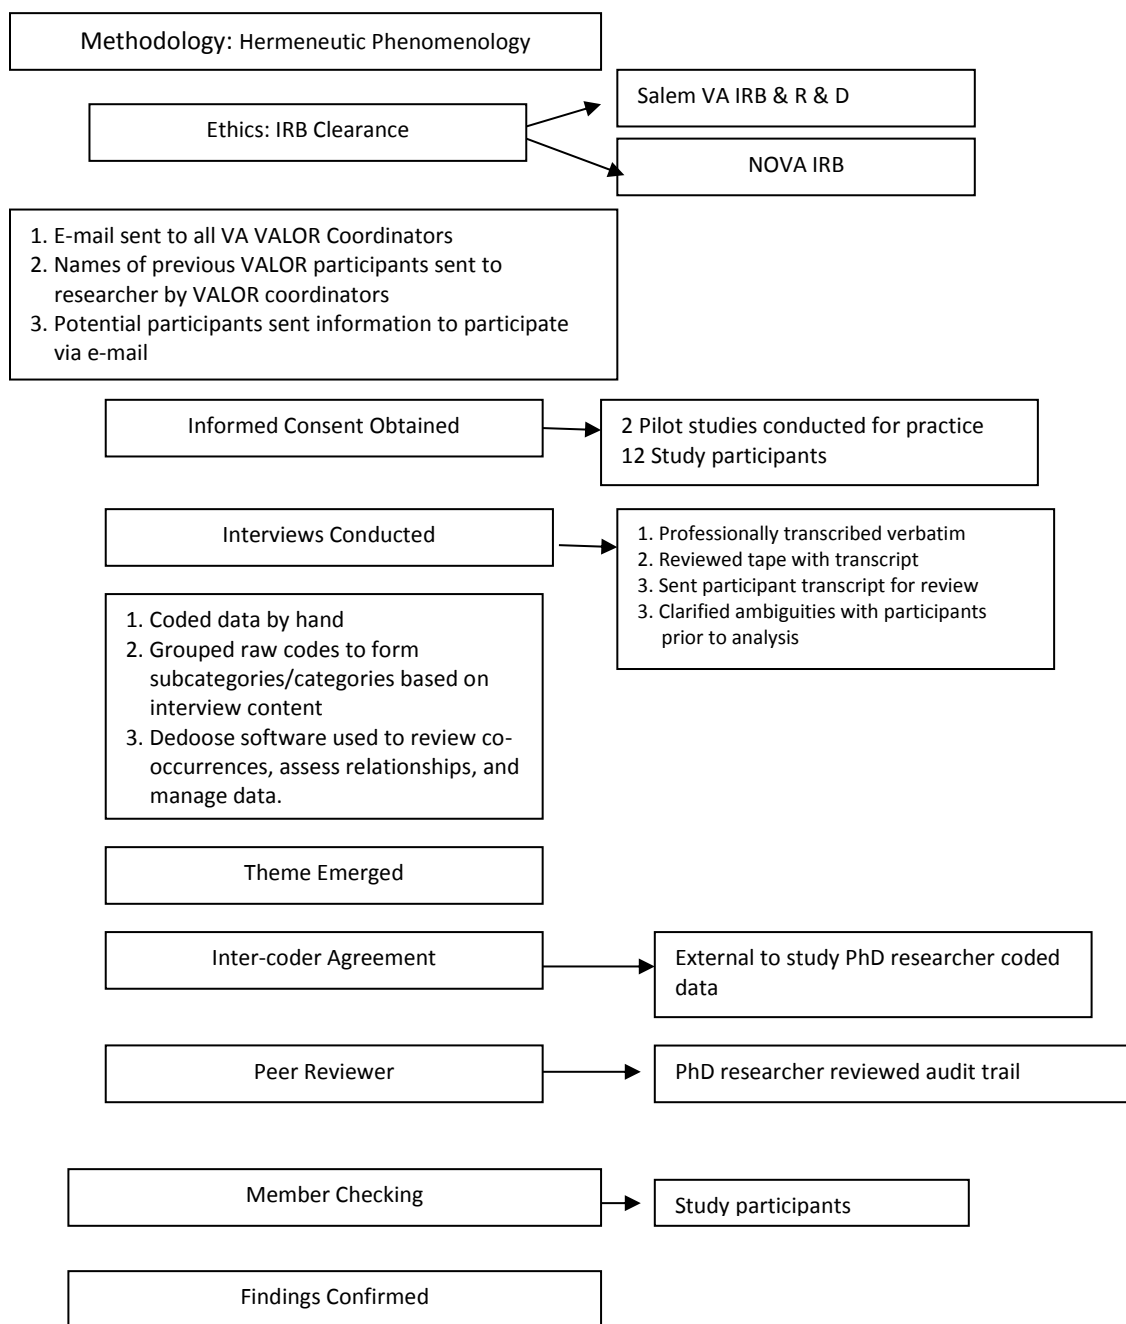 Methodology: Hermeneutic Phenomenology
Salem VA IRB & R & D
Ethics: IRB Clearance
NOVA IRB
1. E-mail sent to all VA VALOR Coordinators
2. Names of previous VALOR participants sent to
researcher by VALOR coordinators
3. Potential participants sent information to participate
via e-mail
Informed Consent Obtained
2 Pilot studies conducted for practice
12 Study participants
Interviews Conducted
1. Professionally transcribed verbatim
2. Reviewed tape with transcript
3. Sent participant transcript for review
3. Clarified ambiguities with participants
prior to analysis
1. Coded data by hand
2. Grouped raw codes to form
subcategories/categories based on
interview content
3. Dedoose software used to review co-
occurrences, assess relationships, and
manage data.
Theme Emerged
Inter-coder Agreement
External to study PhD researcher coded
data
Peer Reviewer
PhD researcher reviewed audit trail
Member Checking
Study participants
Findings Confirmed